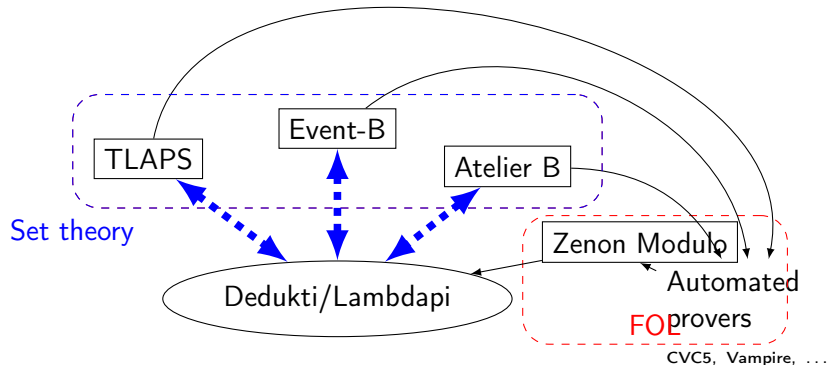 Event-B
TLAPS
Atelier B
Set theory
Zenon Modulo
Dedukti/Lambdapi
Automated
provers
FOL
CVC5, Vampire, ...